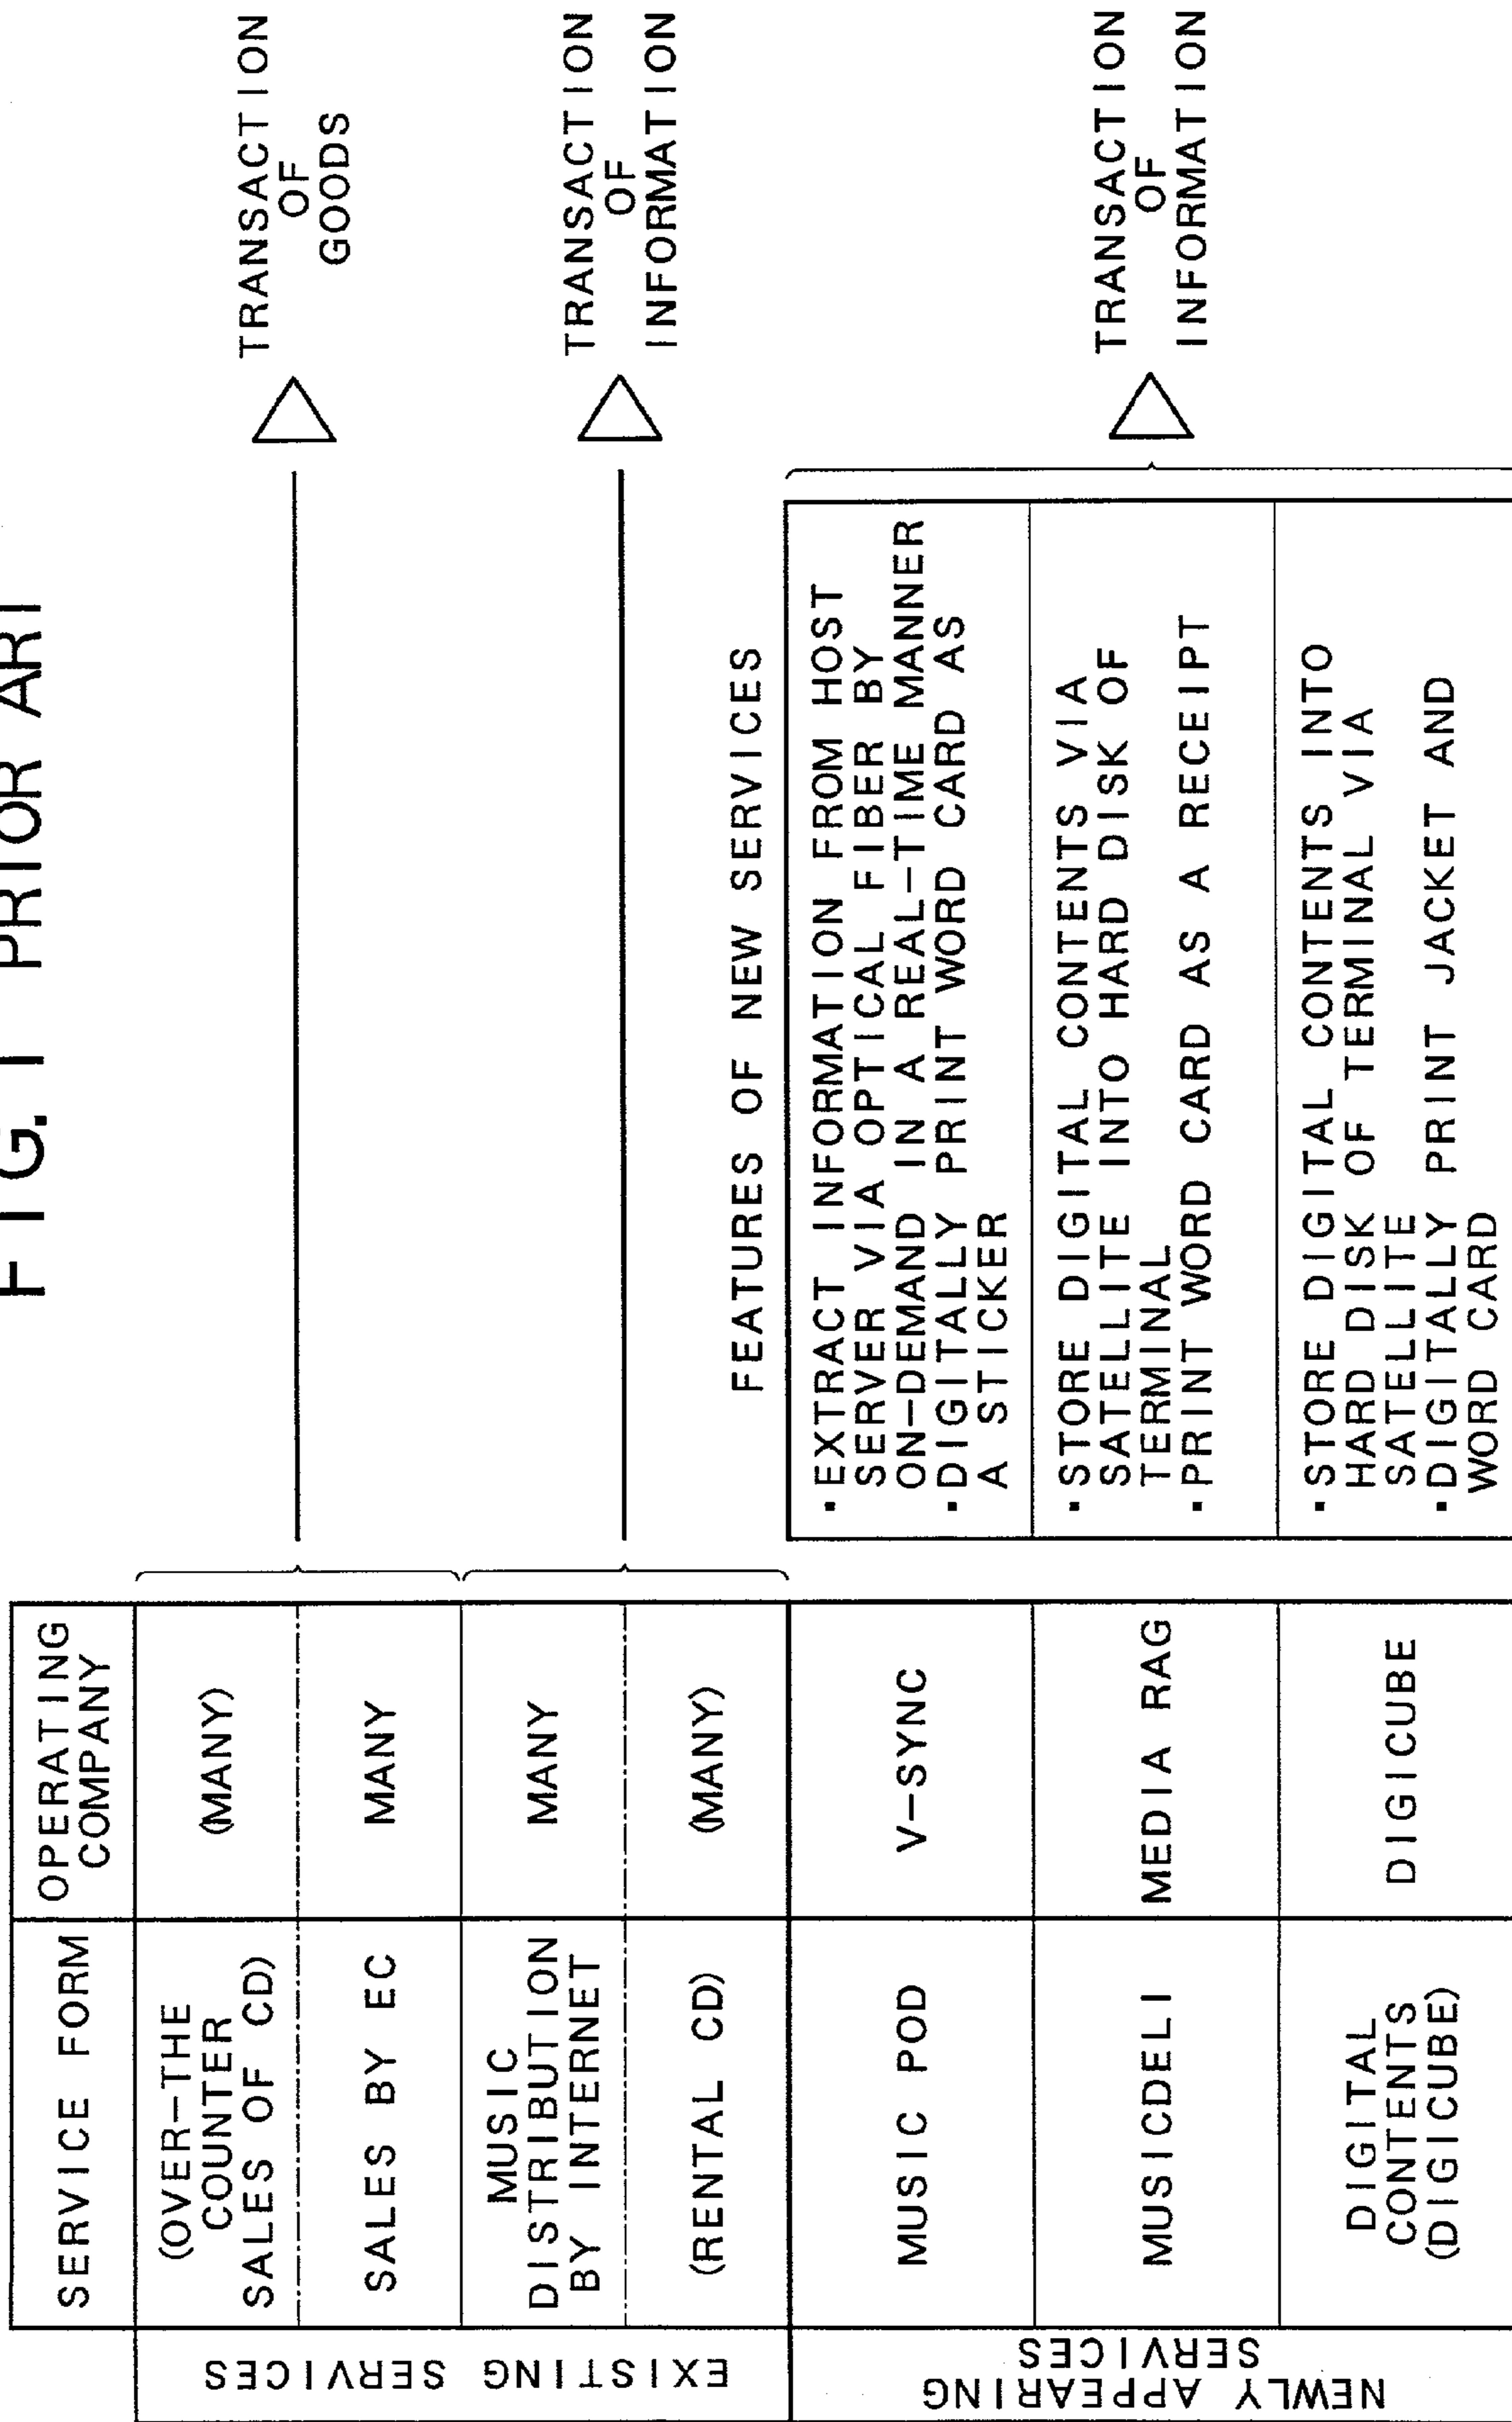 FIG. 1 PRIOR ART
SERVICE FORM
OPERATING
COMPANY
EXISTING SERVICES
(OVER-THE
COUNTER
SALES OF CD)
(MANY)
SALES BY EC
MANY
TRANSACTION
OF
GOODS
MUSIC
DISTRIBUTION
BY INTERNET
MANY
(RENTAL CD)
(MANY)
TRANSACTION
OF
INFORMATION
FEATURES OF NEW SERVICES
NEWLY APPEARING
SERVICES
MUSIC POD
V-SYNC
·EXTRACT INFORMATION FROM HOST
SERVER VIA OPTICAL FIBER BY
ON-DEMAND IN A REAL-TIME MANNER
·DIGITALLY PRINT WORD CARD AS
A STICKER
MUSICDELI
MEDIA RAG
·STORE DIGITAL CONTENTS VIA
SATELLITE INTO HARD DISK OF
TERMINAL
·PRINT WORD CARD AS A RECEIPT
DIGITAL
CONTENTS
(DIGICUBE)
DIGICUBE
·STORE DIGITAL CONTENTS INTO
HARD DISK OF TERMINAL VIA
SATELLITE
·DIGITALLY PRINT JACKET AND
WORD CARD
TRANSACTION
OF
INFORMATION